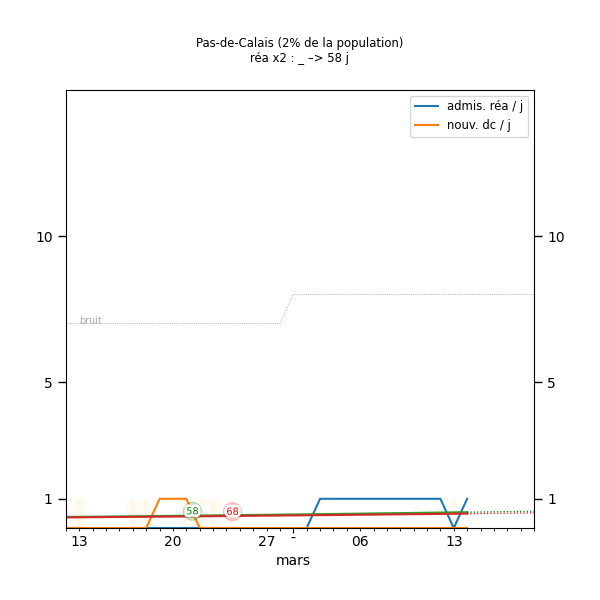 Pas-de-Calais (2% de la population)
réa x2 : _ –> 58 j
admis. réa / j
nouv. dc / j
10 10
bruit
5 5
58 68
1 1
13 20 27 - 06 13
mars